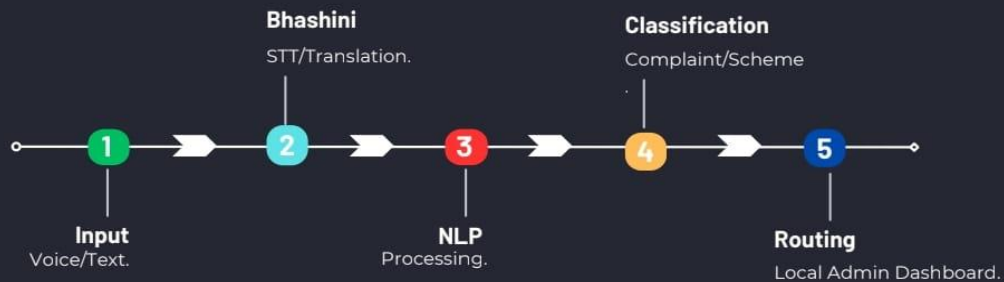 Bhashini
STT/Translation.
Classification
Complaint/Scheme
.
1
2
3
4
5
Input
Voice/Text.
NLP
Processing.
Routing
Local Admin Dashboard.